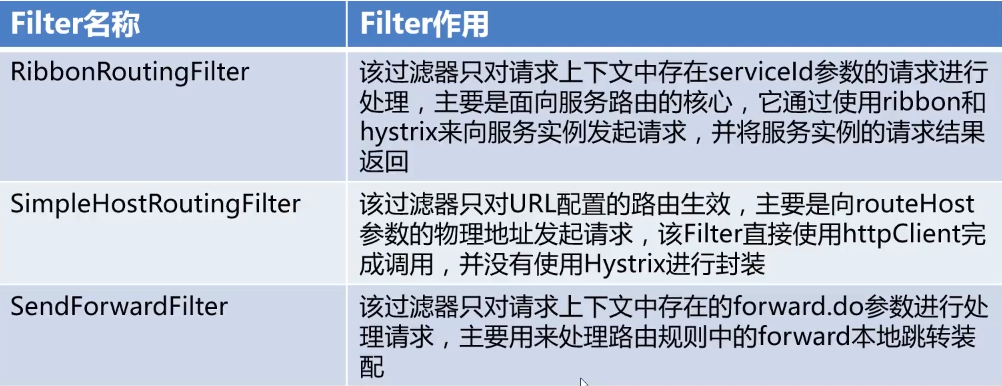 Filter名称
Filter作用
RibbonRoutingFilter
该过滤器只对请求上下文中存在serviceId参数的请求进行
处理，主要是面向服务路由的核心，它通过使用ribbon和
hystrix来向服务实例发起请求，并将服务实例的请求结果
返回
SimpleHostRoutingFilter
该过滤器只对URL配置的路由生效，主要是向routeHost
参数的物理地址发起请求，该Filter直接使用httpClient完
成调用，并没有使用Hystrix进行封装
SendForwardFilter
该过滤器只对请求上下文中存在的forward.do参数进行处
理请求，主要用来处理路由规则中的forward本地跳转装
配